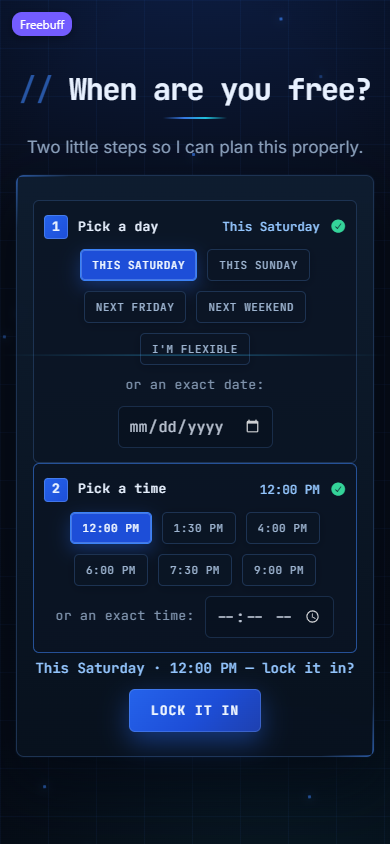 Freebuff
// When are you free?
Two little steps so I can plan this properly.
1 Pick a day This Saturday
THIS SATURDAY THIS SUNDAY
NEXT FRIDAY NEXT WEEKEND
I'M FLEXIBLE
or an exact date:
mm/dd/yyyy
2 Pick a time 12:00 PM
12:00 PM 1:30 PM 4:00 PM
6:00 PM 7:30 PM 9:00 PM
or an exact time: --:-- --
This Saturday · 12:00 PM — lock it in?
LOCK IT IN